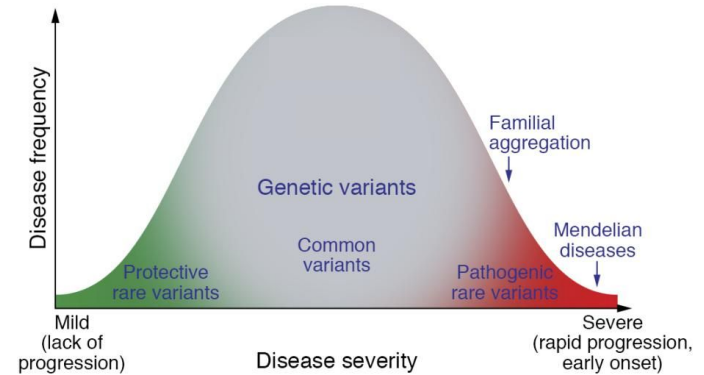 Disease frequency
Familial
aggregation
Genetic variants
Mendelian
diseases
Common
variants
Protective
rare variants
Pathogenic
rare variants
Mild
(lack of
progression)
Disease severity
Severe
(rapid progression,
early onset)